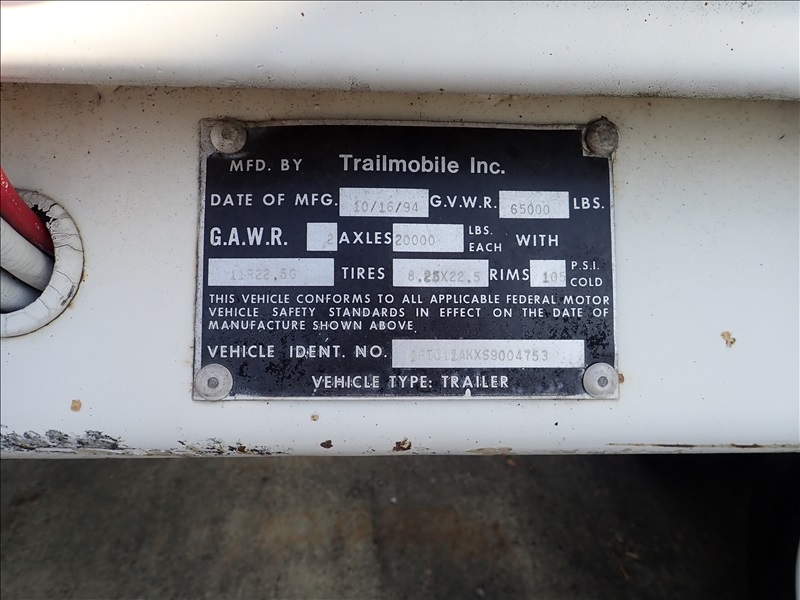 MFD. BY Trailmobile Inc.
DATE OF MFG. 10/16/94 G.V.W.R. 65000 LBS.
G.A.W.R. 2 AXLES 20000 LBS. EACH WITH
11R22.5G TIRES 8.25X22.5 RIMS 105 P.S.I. COLD
THIS VEHICLE CONFORMS TO ALL APPLICABLE FEDERAL MOTOR
VEHICLE SAFETY STANDARDS IN EFFECT ON THE DATE OF
MANUFACTURE SHOWN ABOVE.
VEHICLE IDENT. NO.
VEHICLE TYPE: TRAILER